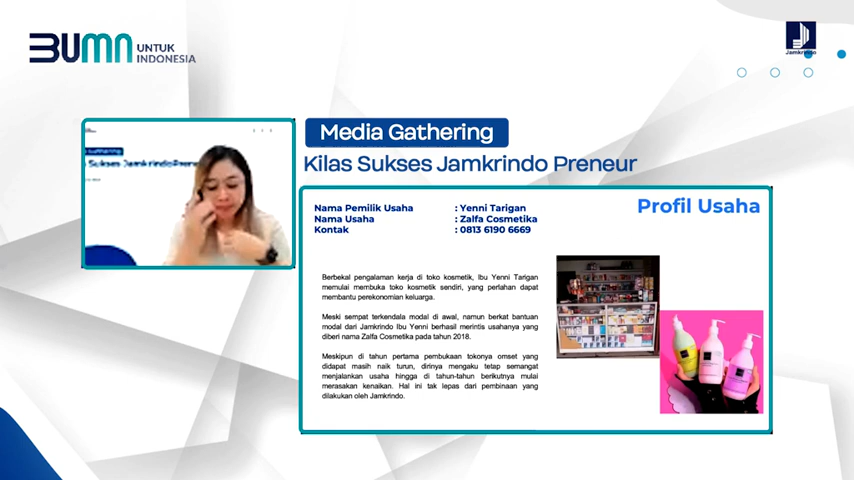 BUMN UNTUK
INDONESIA
Jamkrindo
Media Gathering
Kilas Sukses Jamkrindo Preneur
Sukses JamkrindoPrene
Nama Pemilik Usaha : Yenni Tarigan
Nama Usaha : Zalfa Cosmetika
Kontak : 0813 6190 6669
Profil Usaha
Berbekal pengalaman kerja di toko kosmetik, Ibu Yenni Tarigan
memulai membuka toko kosmetik sendiri, yang perlahan dapat
membantu perekonomian keluarga.
Meski sempat terkendala modal di awal, namun berkat bantuan
modal dari Jamkrindo Ibu Yenni berhasil merintis usahanya yang
diberi nama Zalfa Cosmetika pada tahun 2018.
Meskipun di tahun pertama pembukaan tokonya omset yang
didapat masih naik turun, dirinya mengaku tetap semangat
menjalankan usaha hingga di tahun-tahun berikutnya mulai
merasakan kenaikan. Hal ini tak lepas dari pembinaan yang
dilakukan oleh Jamkrindo.